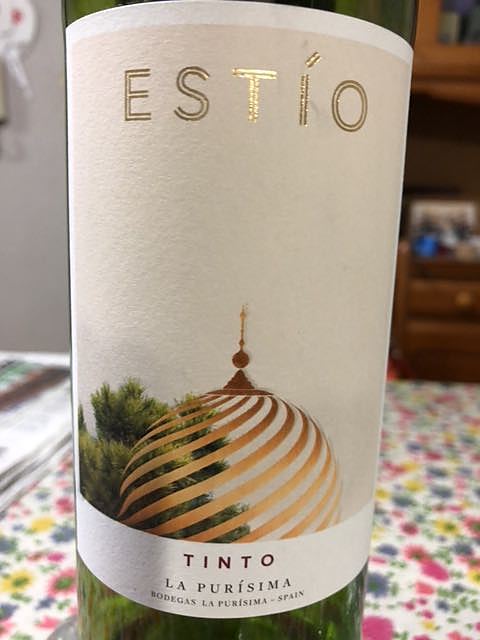 ESTÍO
TINTO
LA PURÍSIMA
BODEGAS LA PURÍSIMA – SPAIN